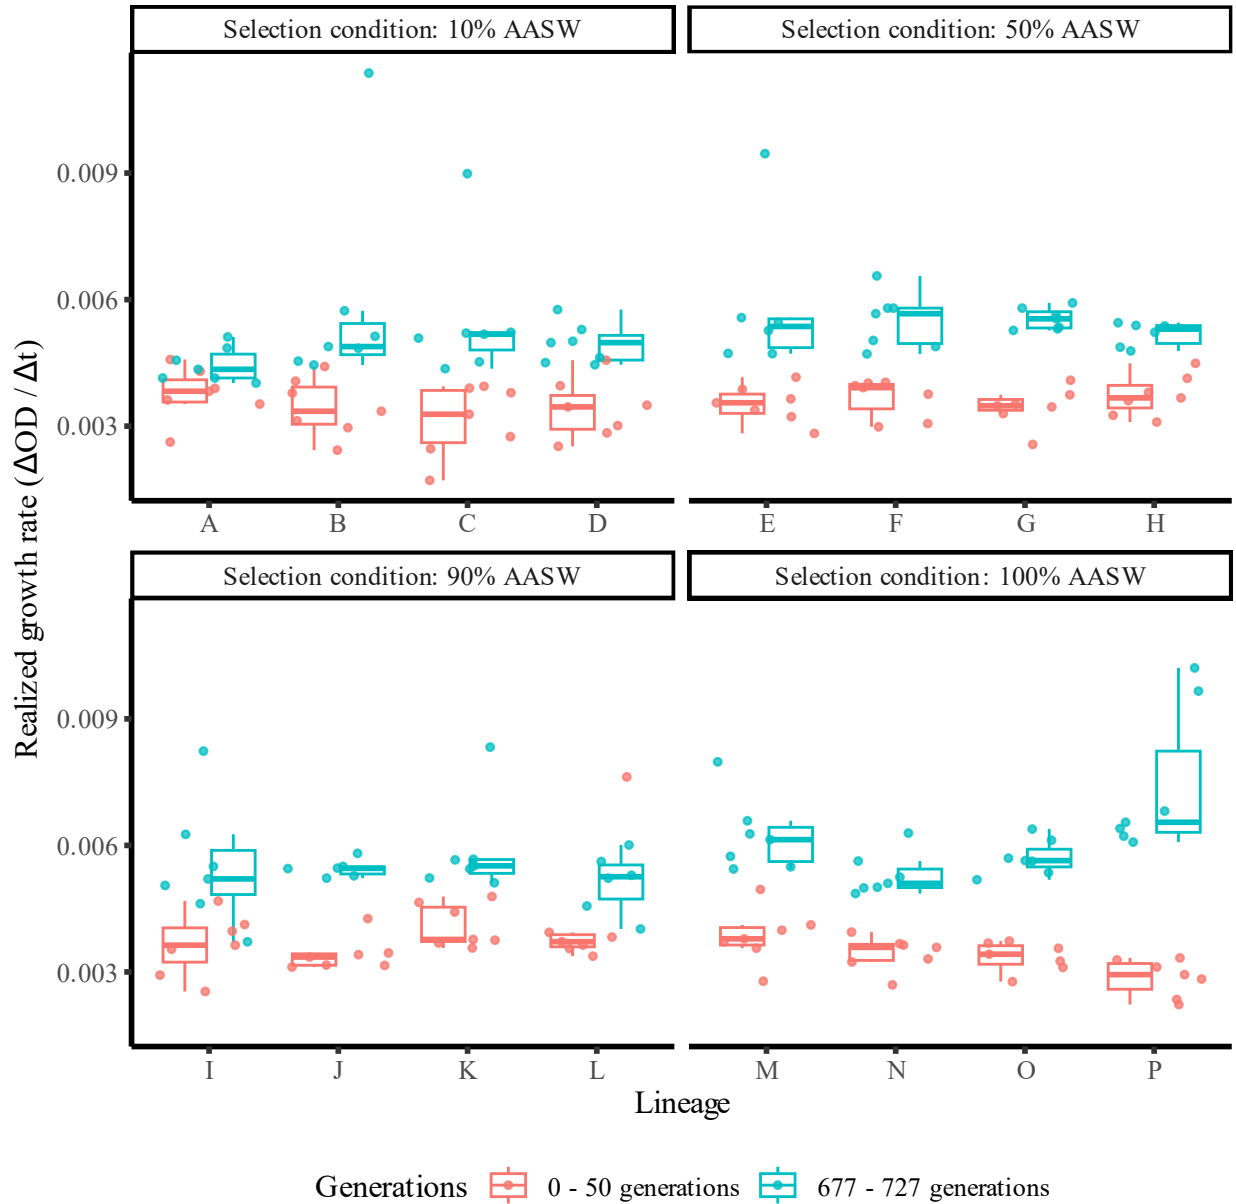 Selection condition: 10% AASW
Selection condition: 50% AASW
0.009
0.006
0.003
A B C D
E F G H
Selection condition: 90% AASW
Selection condition: 100% AASW
0.009
0.006
0.003
I J K L
M N O P
Realized growth rate (ΔOD / Δt)
Lineage
Generations 0 - 50 generations 677 - 727 generations